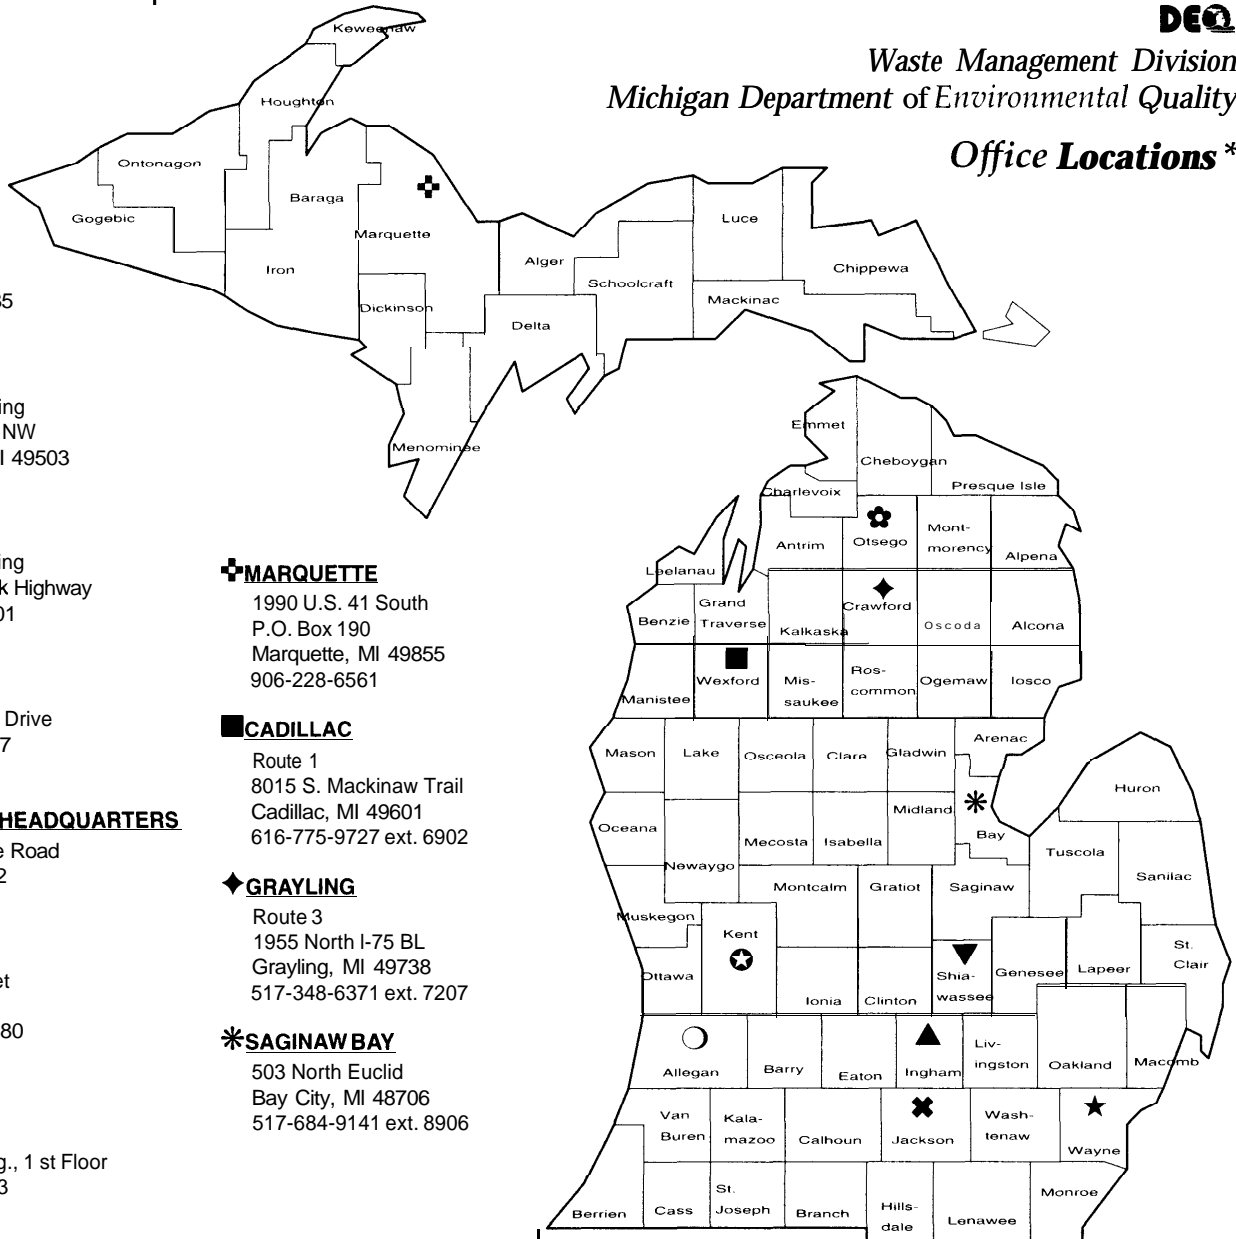 DEQ
Waste Management Division
Michigan Department of Environmental Quality
Office Locations *
Keweenaw
Houghton
Ontonagon
Gogebic
Baraga
Marquette
Iron
Dickinson
Menominee
Delta
Alger
Schoolcraft
Luce
Mackinac
Chippewa
35
ing
NW
I 49503
ing
k Highway
01
Drive
7
HEADQUARTERS
e Road
2
et
80
g., 1 st Floor
3
MARQUETTE
1990 U.S. 41 South
P.O. Box 190
Marquette, MI 49855
906-228-6561
CADILLAC
Route 1
8015 S. Mackinaw Trail
Cadillac, MI 49601
616-775-9727 ext. 6902
GRAYLING
Route 3
1955 North I-75 BL
Grayling, MI 49738
517-348-6371 ext. 7207
SAGINAW BAY
503 North Euclid
Bay City, MI 48706
517-684-9141 ext. 8906
Emmet
Cheboygan
Presque Isle
Charlevoix
Antrim
Otsego
Mont-
morency
Alpena
Leelanau
Benzie
Grand
Traverse
Kalkaska
Crawford
Oscoda
Alcona
Manistee
Wexford
Mis-
saukee
Ros-
common
Ogemaw
Iosco
Mason
Lake
Osceola
Clare
Gladwin
Arenac
Oceana
Newaygo
Mecosta
Isabella
Midland
Bay
Huron
Tuscola
Sanilac
Muskegon
Montcalm
Gratiot
Saginaw
Kent
Ottawa
Ionia
Clinton
Shia-
wassee
Genesee
Lapeer
St.
Clair
Allegan
Barry
Eaton
Ingham
Liv-
ingston
Oakland
Macomb
Van
Buren
Kala-
mazoo
Calhoun
Jackson
Wash-
tenaw
Wayne
Berrien
Cass
St.
Joseph
Branch
Hills-
dale
Lenawee
Monroe